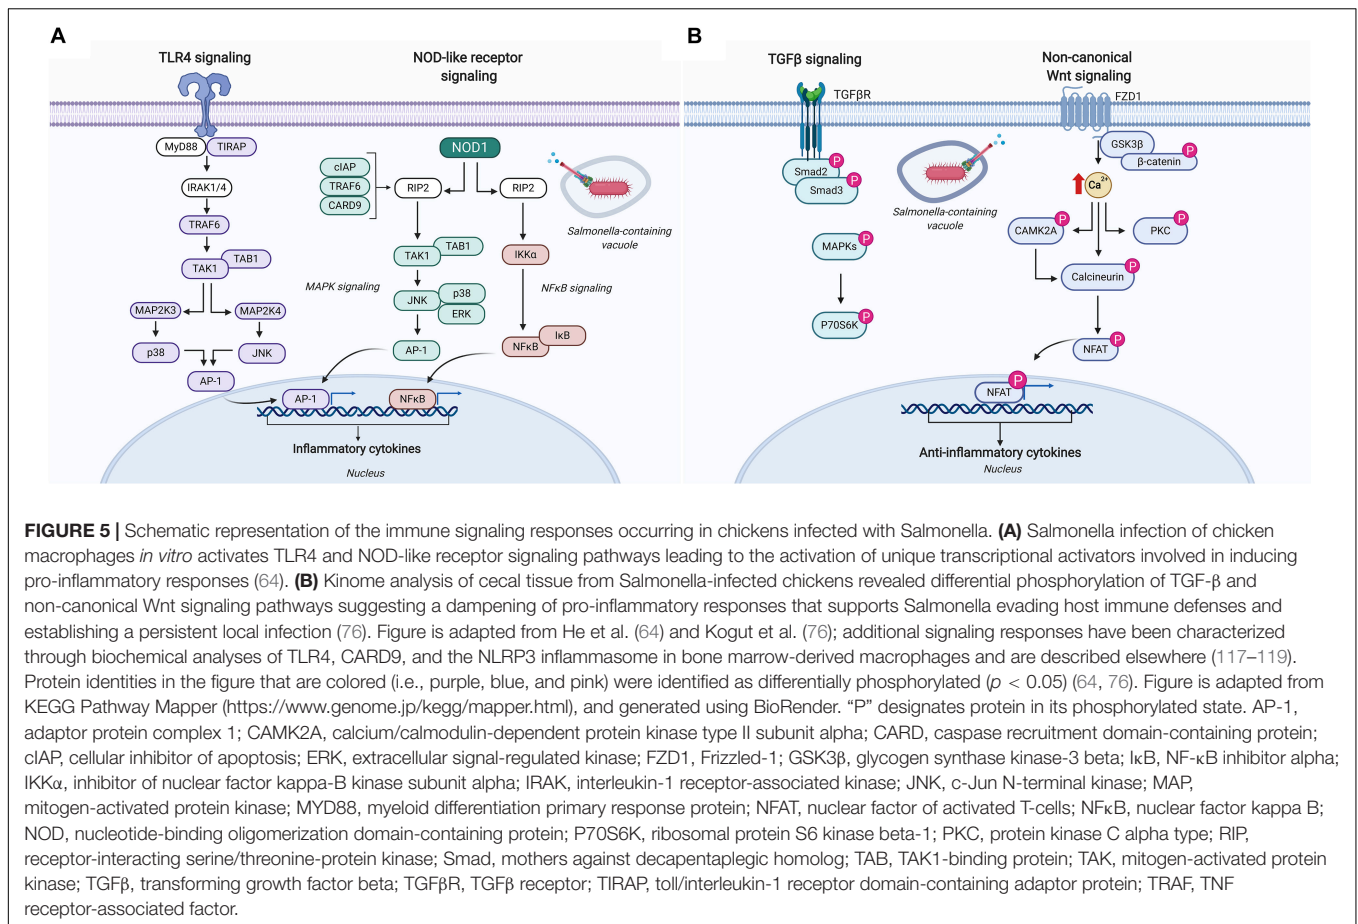 A
TLR4 signaling
NOD-like receptor
signaling
MyD88
TIRAP
IRAK1/4
TRAF6
TAK1
TAB1
MAP2K3
MAP2K4
p38
JNK
AP-1
NOD1
cIAP
TRAF6
CARD9
RIP2
RIP2
TAK1
TAB1
IKKα
MAPK signaling
NFκB signaling
JNK
p38
ERK
AP-1
NFκB
IκB
Salmonella-containing
vacuole
AP-1
NFκB
Inflammatory cytokines
Nucleus
B
TGFβ signaling
Non-canonical
Wnt signaling
TGFβR
FZD1
Smad2
P
Smad3
P
MAPKs
P
P70S6K
P
Salmonella-containing
vacuole
GSK3β
P
β-catenin
P
Ca2+
CAMK2A
P
PKC
P
Calcineurin
P
NFAT
P
NFAT
P
Anti-inflammatory cytokines
Nucleus
FIGURE 5 | Schematic representation of the immune signaling responses occurring in chickens infected with Salmonella. (A) Salmonella infection of chicken
macrophages in vitro activates TLR4 and NOD-like receptor signaling pathways leading to the activation of unique transcriptional activators involved in inducing
pro-inflammatory responses (64). (B) Kinome analysis of cecal tissue from Salmonella-infected chickens revealed differential phosphorylation of TGF-β and
non-canonical Wnt signaling pathways suggesting a dampening of pro-inflammatory responses that supports Salmonella evading host immune defenses and
establishing a persistent local infection (76). Figure is adapted from He et al. (64) and Kogut et al. (76); additional signaling responses have been characterized
through biochemical analyses of TLR4, CARD9, and the NLRP3 inflammasome in bone marrow-derived macrophages and are described elsewhere (117–119).
Protein identities in the figure that are colored (i.e., purple, blue, and pink) were identified as differentially phosphorylated (p < 0.05) (64, 76). Figure is adapted from
KEGG Pathway Mapper (https://www.genome.jp/kegg/mapper.html), and generated using BioRender. “P” designates protein in its phosphorylated state. AP-1,
adaptor protein complex 1; CAMK2A, calcium/calmodulin-dependent protein kinase type II subunit alpha; CARD, caspase recruitment domain-containing protein;
cIAP, cellular inhibitor of apoptosis; ERK, extracellular signal-regulated kinase; FZD1, Frizzled-1; GSK3β, glycogen synthase kinase-3 beta; IκB, NF-κB inhibitor alpha;
IKKα, inhibitor of nuclear factor kappa-B kinase subunit alpha; IRAK, interleukin-1 receptor-associated kinase; JNK, c-Jun N-terminal kinase; MAP,
mitogen-activated protein kinase; MYD88, myeloid differentiation primary response protein; NFAT, nuclear factor of activated T-cells; NFκB, nuclear factor kappa B;
NOD, nucleotide-binding oligomerization domain-containing protein; P70S6K, ribosomal protein S6 kinase beta-1; PKC, protein kinase C alpha type; RIP,
receptor-interacting serine/threonine-protein kinase; Smad, mothers against decapentaplegic homolog; TAB, TAK1-binding protein; TAK, mitogen-activated protein
kinase; TGFβ, transforming growth factor beta; TGFβR, TGFβ receptor; TIRAP, toll/interleukin-1 receptor domain-containing adaptor protein; TRAF, TNF
receptor-associated factor.